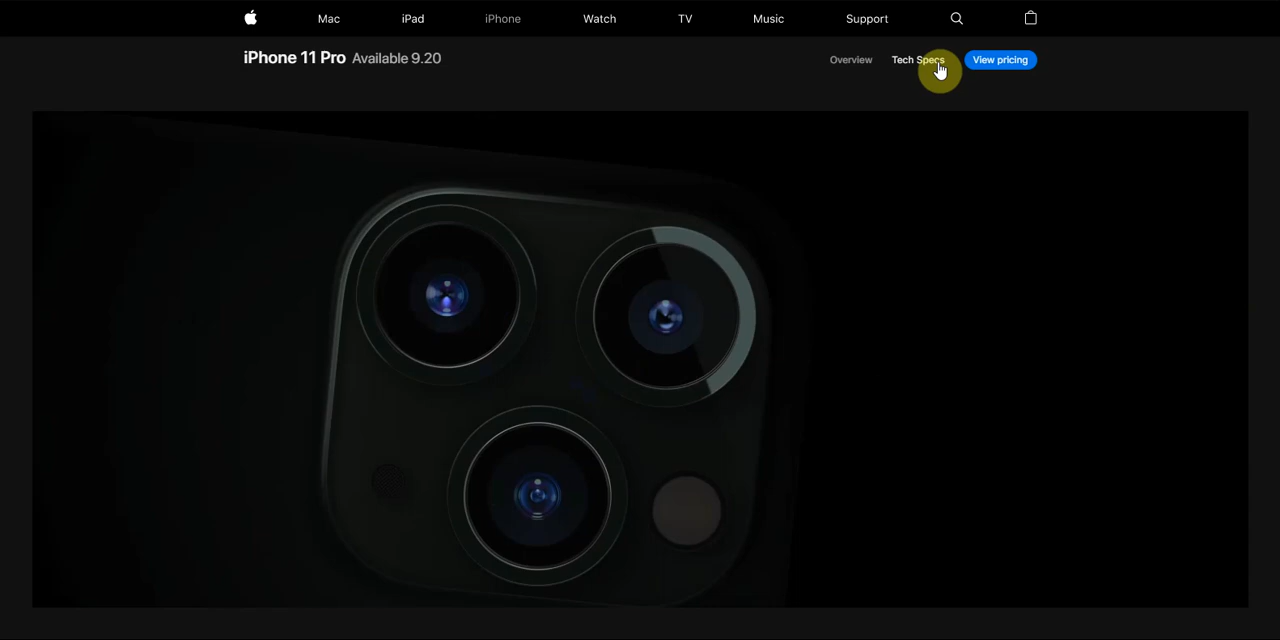 Mac iPad iPhone Watch TV Music Support
iPhone 11 Pro Available 9.20 Overview Tech Specs View pricing